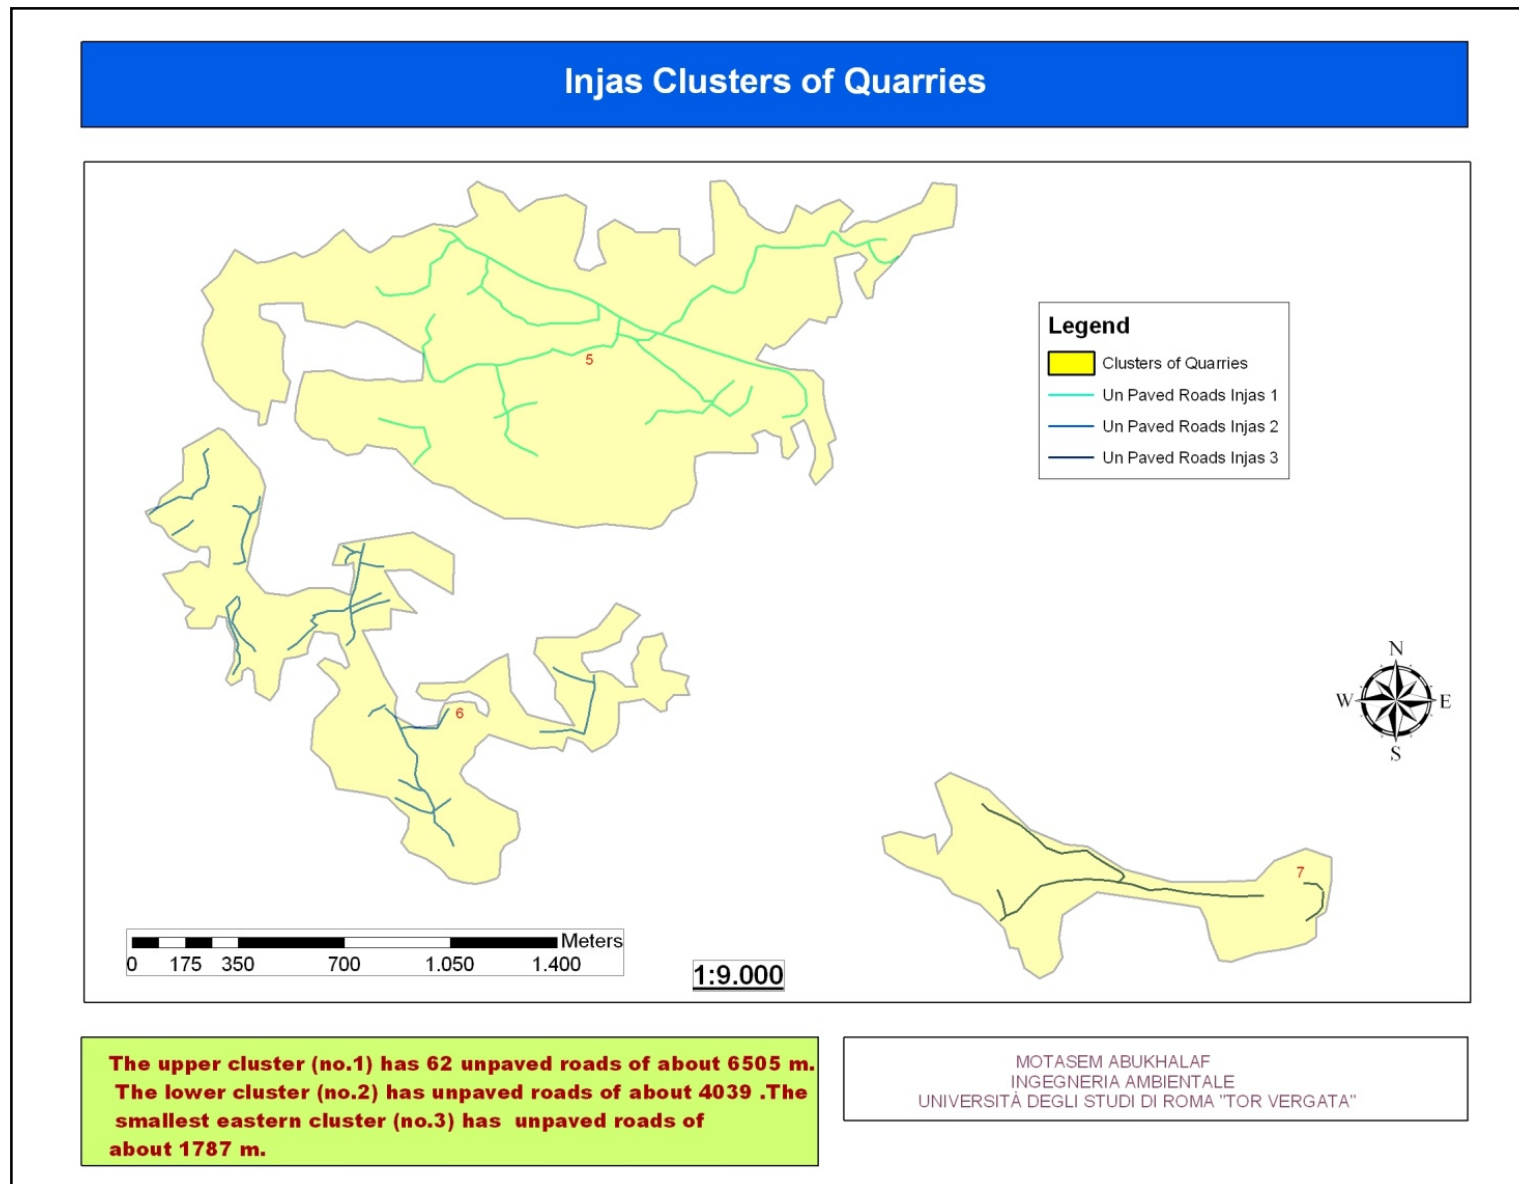 Injas Clusters of Quarries
5
Legend
Clusters of Quarries
Un Paved Roads Injas 1
Un Paved Roads Injas 2
Un Paved Roads Injas 3
N
W
E
S
6
7
Meters
0 175 350 700 1.050 1.400
1:9.000
The upper cluster (no.1) has 62 unpaved roads of about 6505 m.
The lower cluster (no.2) has unpaved roads of about 4039 .The
smallest eastern cluster (no.3) has unpaved roads of
about 1787 m.
MOTASEM ABUKHALAF
INGEGNERIA AMBIENTALE
UNIVERSITÀ DEGLI STUDI DI ROMA "TOR VERGATA"